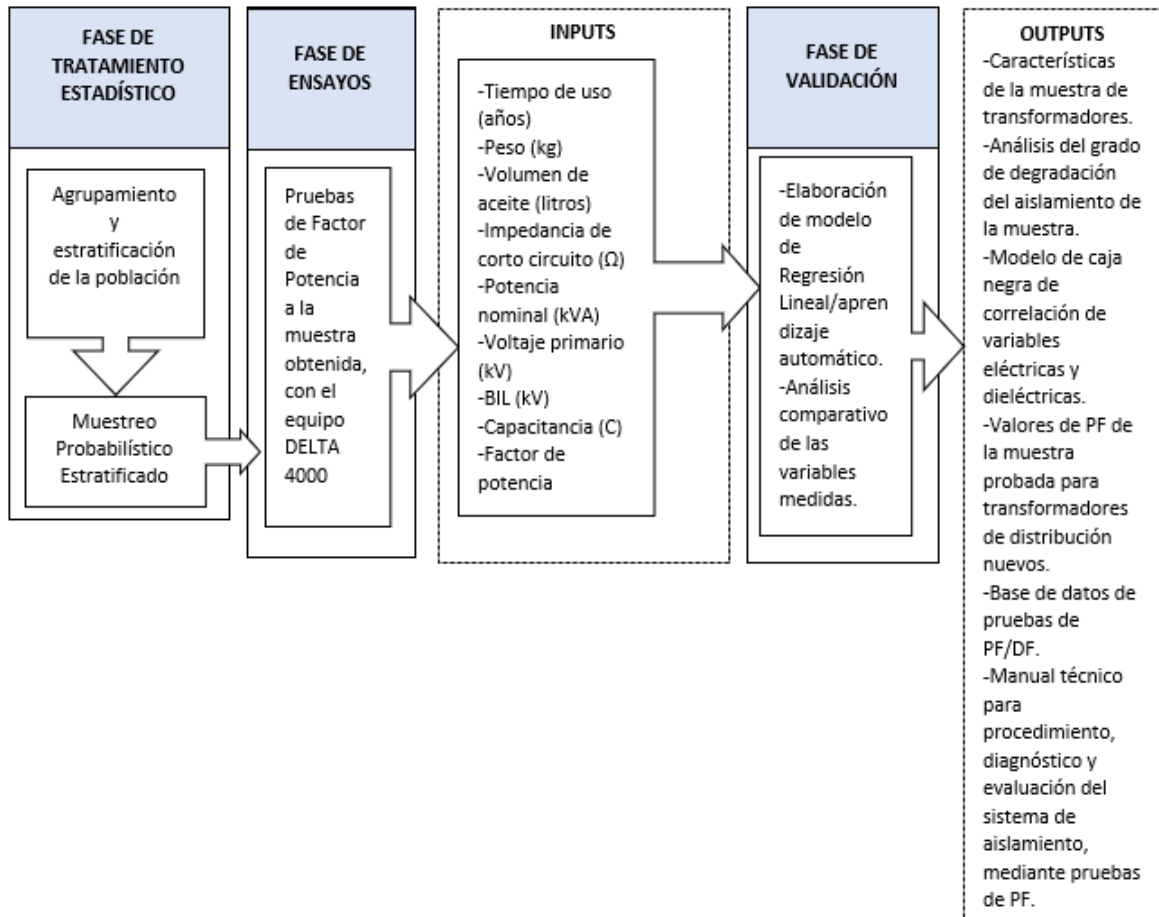 FASE DE
TRATAMIENTO
ESTADÍSTICO
Agrupamiento
y
estratificación
de la población
Muestreo
Probabilístico
Estratificado
FASE DE
ENSAYOS
Pruebas
de Factor
de
Potencia
a la
muestra
obtenida,
con el
equipo
DELTA
4000
INPUTS
-Tiempo de uso
(años)
-Peso (kg)
-Volumen de
aceite (litros)
-Impedancia de
corto circuito (Ω)
-Potencia
nominal (kVA)
-Voltaje primario
(kV)
-BIL (kV)
-Capacitancia (C)
-Factor de
potencia
FASE DE
VALIDACIÓN
-Elaboración
de modelo
de
Regresión
Lineal/apren
dizaje
automático.
-Análisis
comparativo
de las
variables
medidas.
OUTPUTS
-Características
de la muestra de
transformadores.
-Análisis del grado
de degradación
del aislamiento de
la muestra.
-Modelo de caja
negra de
correlación de
variables
eléctricas y
dieléctricas.
-Valores de PF de
la muestra
probada para
transformadores
de distribución
nuevos.
-Base de datos de
pruebas de
PF/DF.
-Manual técnico
para
procedimiento,
diagnóstico y
evaluación del
sistema de
aislamiento,
mediante pruebas
de PF.